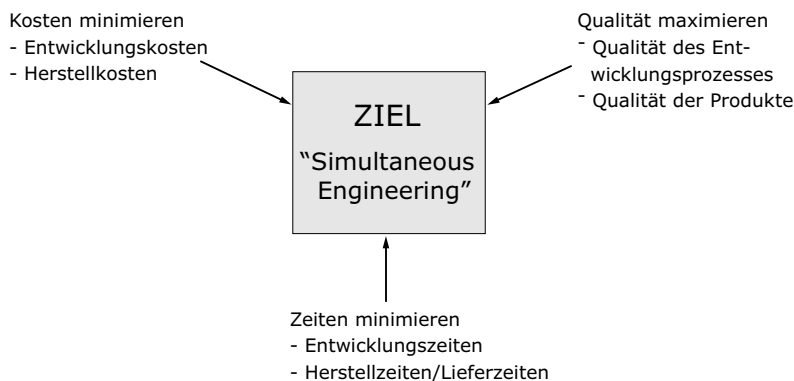 Kosten minimieren
- Entwicklungskosten
- Herstellkosten
Qualität maximieren
- Qualität des Ent-
wicklungsprozesses
- Qualität der Produkte
ZIEL
“Simultaneous
Engineering”
Zeiten minimieren
- Entwicklungszeiten
- Herstellzeiten/Lieferzeiten